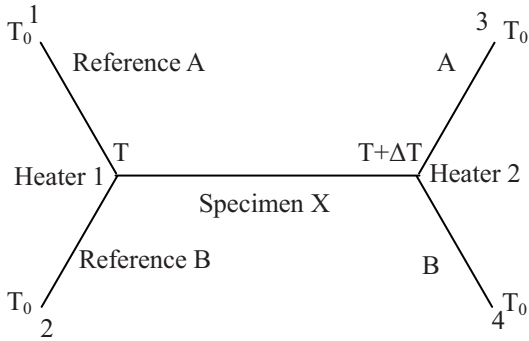 1
T₀
Reference A
3
T₀
A
T
T+ΔT
Heater 1
Heater 2
Specimen X
Reference B
B
T₀
2
T₀
4